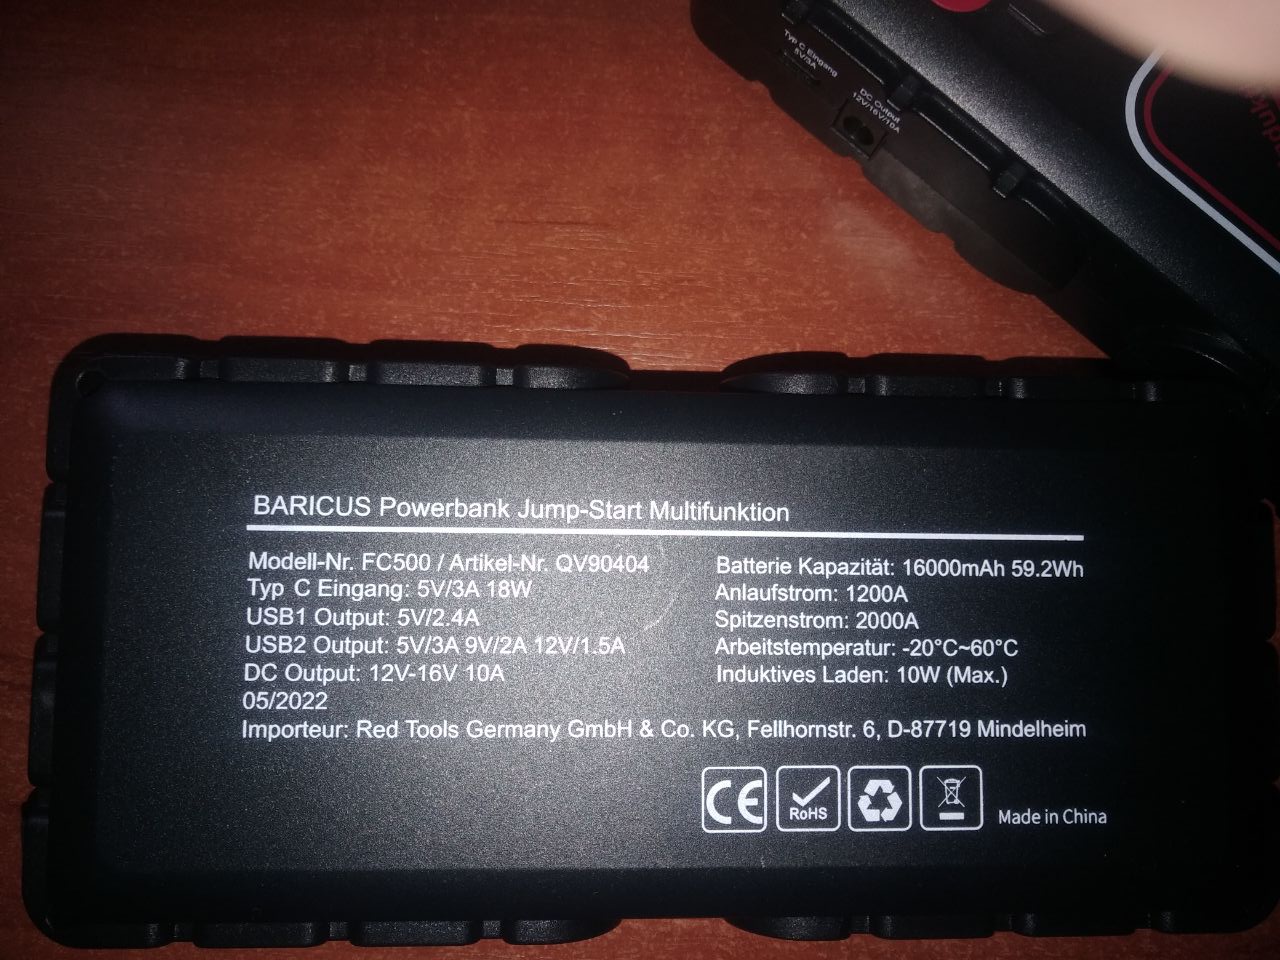 Typ C Eingang
5V/3A
DC Output
12V/16V/10A
BARICUS Powerbank Jump-Start Multifunktion
Modell-Nr. FC500 / Artikel-Nr. QV90404
Typ C Eingang: 5V/3A 18W
USB1 Output: 5V/2.4A
USB2 Output: 5V/3A 9V/2A 12V/1.5A
DC Output: 12V-16V 10A
05/2022
Batterie Kapazität: 16000mAh 59.2Wh
Anlaufstrom: 1200A
Spitzenstrom: 2000A
Arbeitstemperatur: -20°C~60°C
Induktives Laden: 10W (Max.)
Importeur: Red Tools Germany GmbH & Co. KG, Fellhornstr. 6, D-87719 Mindelheim
CE
RoHS
Made in China